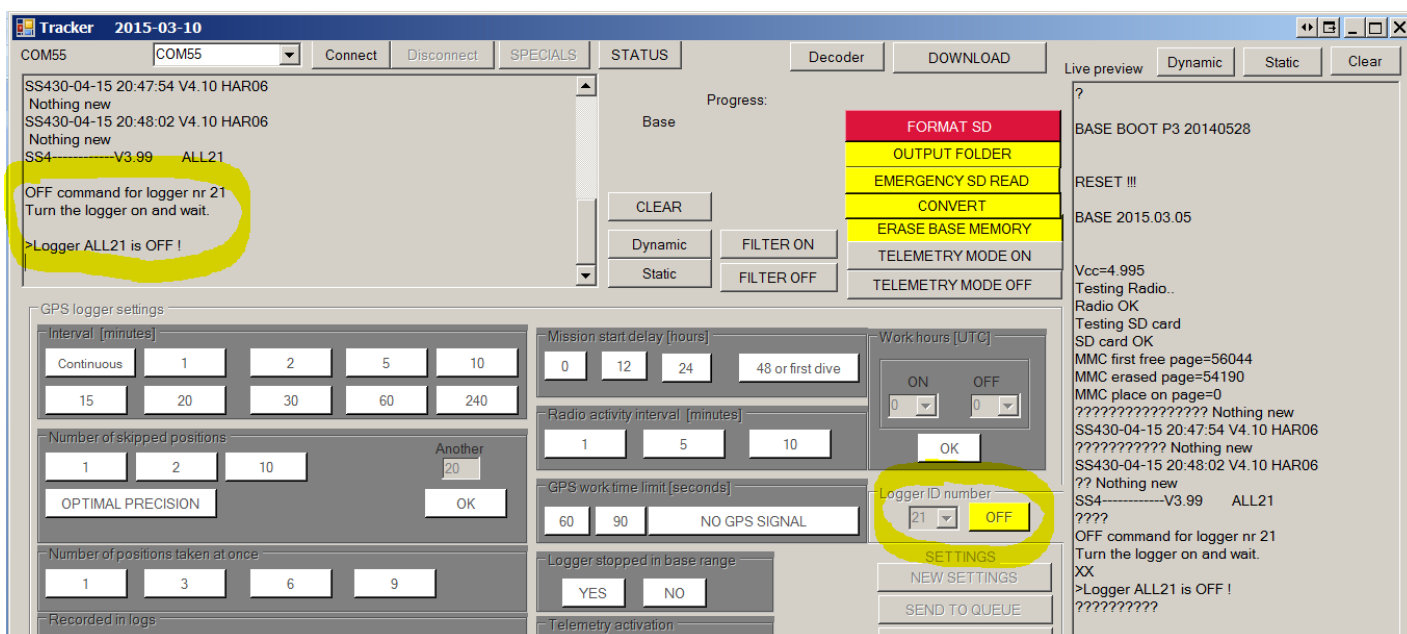 Tracker 2015-03-10
COM55 COM55 Connect Disconnect SPECIALS STATUS Decoder DOWNLOAD
SS430-04-15 20:47:54 V4.10 HAR06
Nothing new
SS430-04-15 20:48:02 V4.10 HAR06
Nothing new
SS4------------V3.99 ALL21
OFF command for logger nr 21
Turn the logger on and wait.
>Logger ALL21 is OFF !
Progress:
Base
CLEAR
Dynamic FILTER ON
Static FILTER OFF
FORMAT SD
OUTPUT FOLDER
EMERGENCY SD READ
CONVERT
ERASE BASE MEMORY
TELEMETRY MODE ON
TELEMETRY MODE OFF
GPS logger settings
Interval [minutes]
Continuous 1 2 5 10
15 20 30 60 240
Number of skipped positions
Another
1 2 10 20
OPTIMAL PRECISION OK
Number of positions taken at once
1 3 6 9
Recorded in logs
Mission start delay [hours]
0 12 24 48 or first dive
Radio activity interval [minutes]
1 5 10
GPS work time limit [seconds]
60 90 NO GPS SIGNAL
Logger stopped in base range
YES NO
Telemetry activation
Work hours [UTC]
ON OFF
0 0
OK
Logger ID number
21 OFF
SETTINGS
NEW SETTINGS
SEND TO QUEUE
Live preview Dynamic Static Clear
?
BASE BOOT P3 20140528
RESET !!!
BASE 2015.03.05
Vcc=4.995
Testing Radio..
Radio OK
Testing SD card
SD card OK
MMC first free page=56044
MMC erased page=54190
MMC place on page=0
???????????????? Nothing new
SS430-04-15 20:47:54 V4.10 HAR06
??????????? Nothing new
SS430-04-15 20:48:02 V4.10 HAR06
?? Nothing new
SS4------------V3.99 ALL21
????
OFF command for logger nr 21
Turn the logger on and wait.
XX
>Logger ALL21 is OFF !
??????????